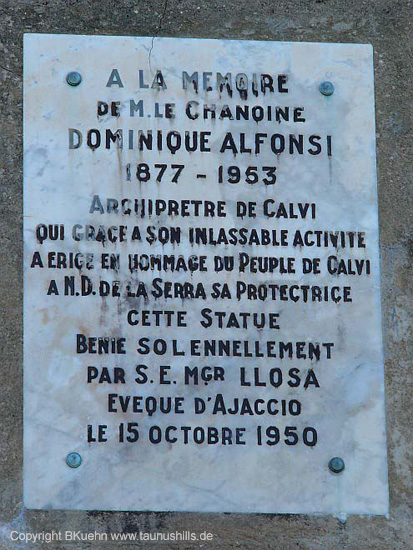 A LA MEMOIRE
DE M.LE CHANOINE
DOMINIQUE ALFONSI
1877 - 1953
ARCHIPRETRE DE CALVI
QUI GRACE A SON INLASSABLE ACTIVITE
A ERIGE EN HOMMAGE DU PEUPLE DE CALVI
A N.D. DE LA SERRA SA PROTECTRICE
CETTE STATUE
BENIE SOLENNELLEMENT
PAR S.E. MGR LLOSA
EVEQUE D'AJACCIO
LE 15 OCTOBRE 1950
Copyright BKuehn www.taunushills.de